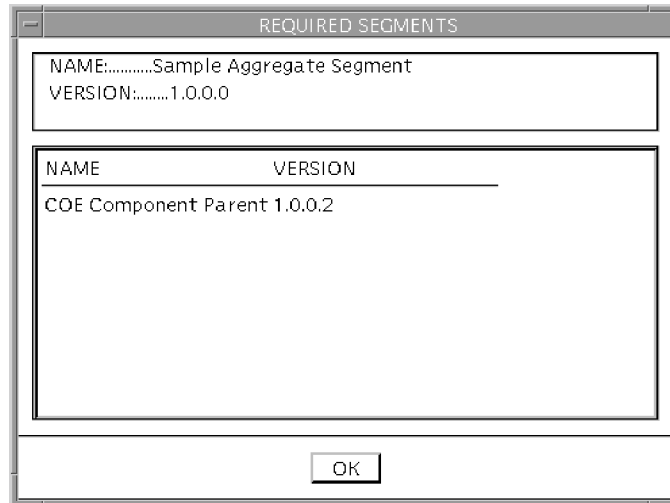 REQUIRED SEGMENTS
NAME:...........Sample Aggregate Segment
VERSION:........1.0.0.0
NAME VERSION
COE Component Parent 1.0.0.2
OK